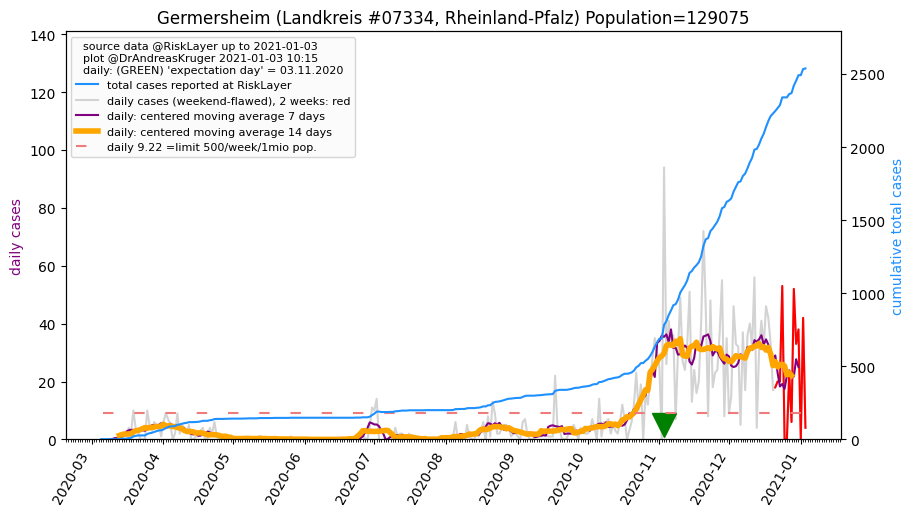 Germersheim (Landkreis #07334, Rheinland-Pfalz) Population=129075
source data @RiskLayer up to 2021-01-03
plot @DrAndreasKruger 2021-01-03 10:15
daily: (GREEN) 'expectation day' = 03.11.2020
total cases reported at RiskLayer
daily cases (weekend-flawed), 2 weeks: red
daily: centered moving average 7 days
daily: centered moving average 14 days
daily 9.22 =limit 500/week/1mio pop.
daily cases
140
120
100
80
60
40
20
0
cumulative total cases
2500
2000
1500
1000
500
0
2020-03
2020-04
2020-05
2020-06
2020-07
2020-08
2020-09
2020-10
2020-11
2020-12
2021-01